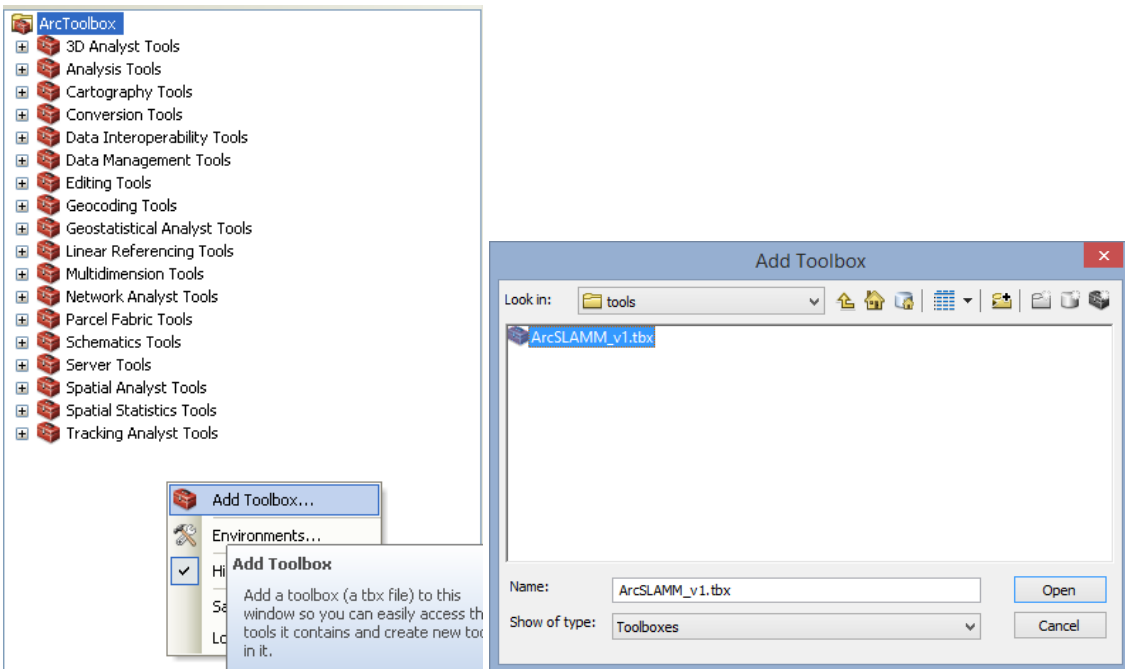 ArcToolbox
3D Analyst Tools
Analysis Tools
Cartography Tools
Conversion Tools
Data Interoperability Tools
Data Management Tools
Editing Tools
Geocoding Tools
Geostatistical Analyst Tools
Linear Referencing Tools
Multidimension Tools
Network Analyst Tools
Parcel Fabric Tools
Schematics Tools
Server Tools
Spatial Analyst Tools
Spatial Statistics Tools
Tracking Analyst Tools
Add Toolbox...
Environments...
Hi
Sa
Lo
Add Toolbox
Add a toolbox (a tbx file) to this
window so you can easily access th
tools it contains and create new too
in it.
Add Toolbox
Look in:
tools
ArcSLAMM_v1.tbx
Name:
ArcSLAMM_v1.tbx
Open
Show of type:
Toolboxes
Cancel